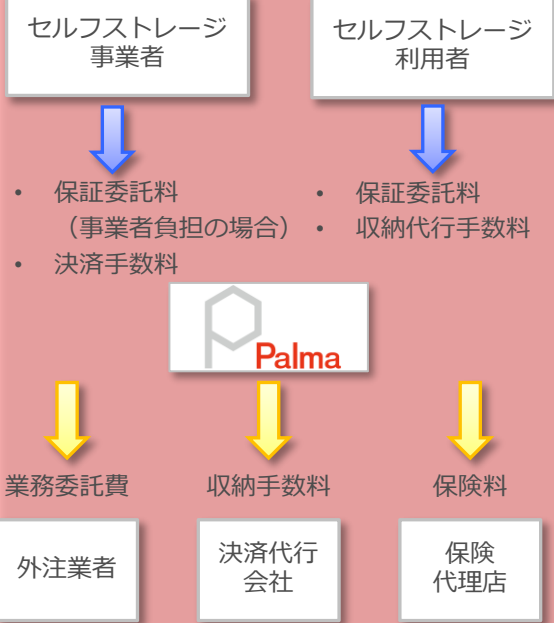 セルフストレージ
事業者
セルフストレージ
利用者
• 保証委託料
（事業者負担の場合）
• 決済手数料
• 保証委託料
• 収納代行手数料
Palma
業務委託費
収納手数料
保険料
外注業者
決済代行
会社
保険
代理店